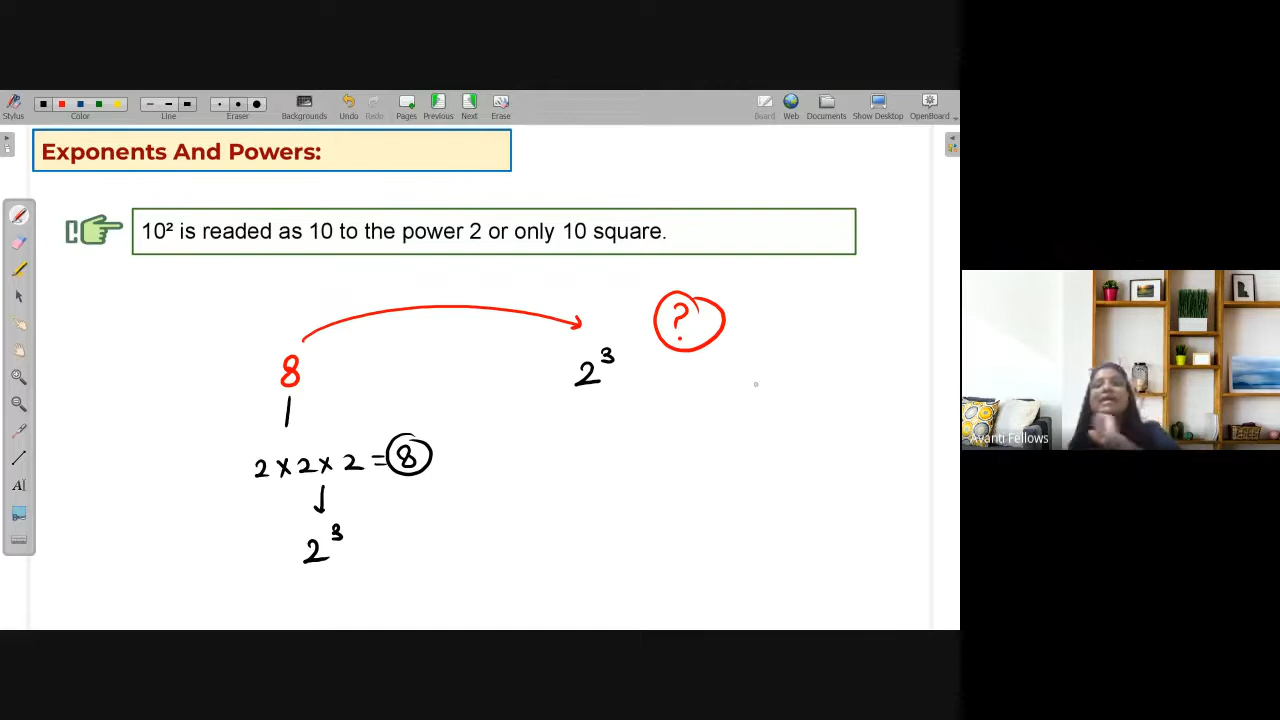 Stylus Color Line Eraser Backgrounds Undo Redo Pages Previous Next Erase Board Web Documents Show Desktop OpenBoard
Exponents And Powers:
10² is readed as 10 to the power 2 or only 10 square.
?
8
2³
2 x 2 x 2 = 8
2³
Avanti Fellows